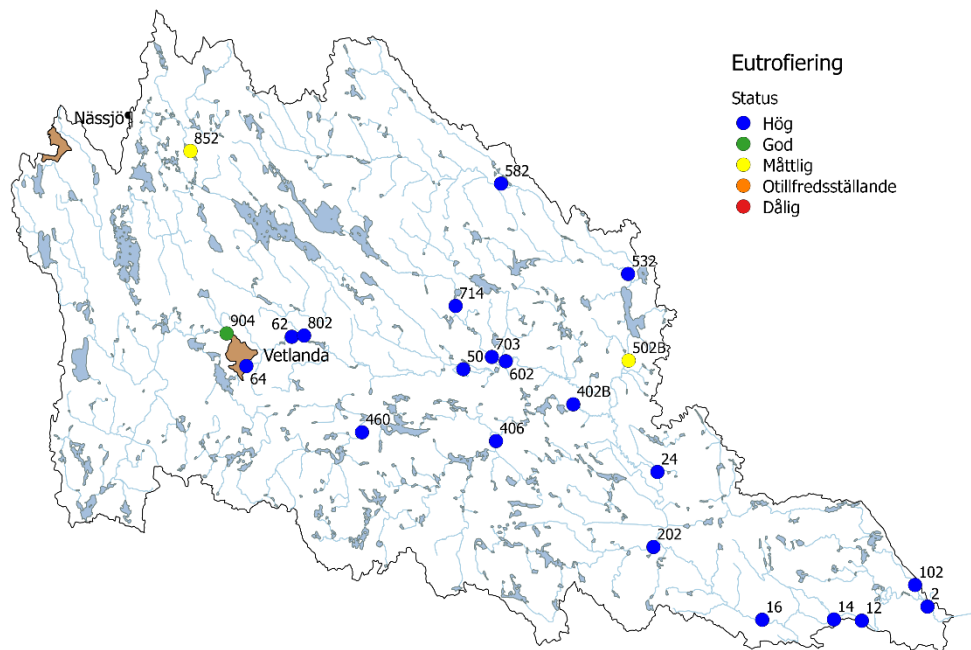 Eutrofiering
Status
Hög
God
Måttlig
Otillfredsställande
Dålig
Nässjö
852
582
532
714
904
62
802
Vetlanda
64
703
50
602
502B
402B
460
406
24
202
102
2
16
14
12